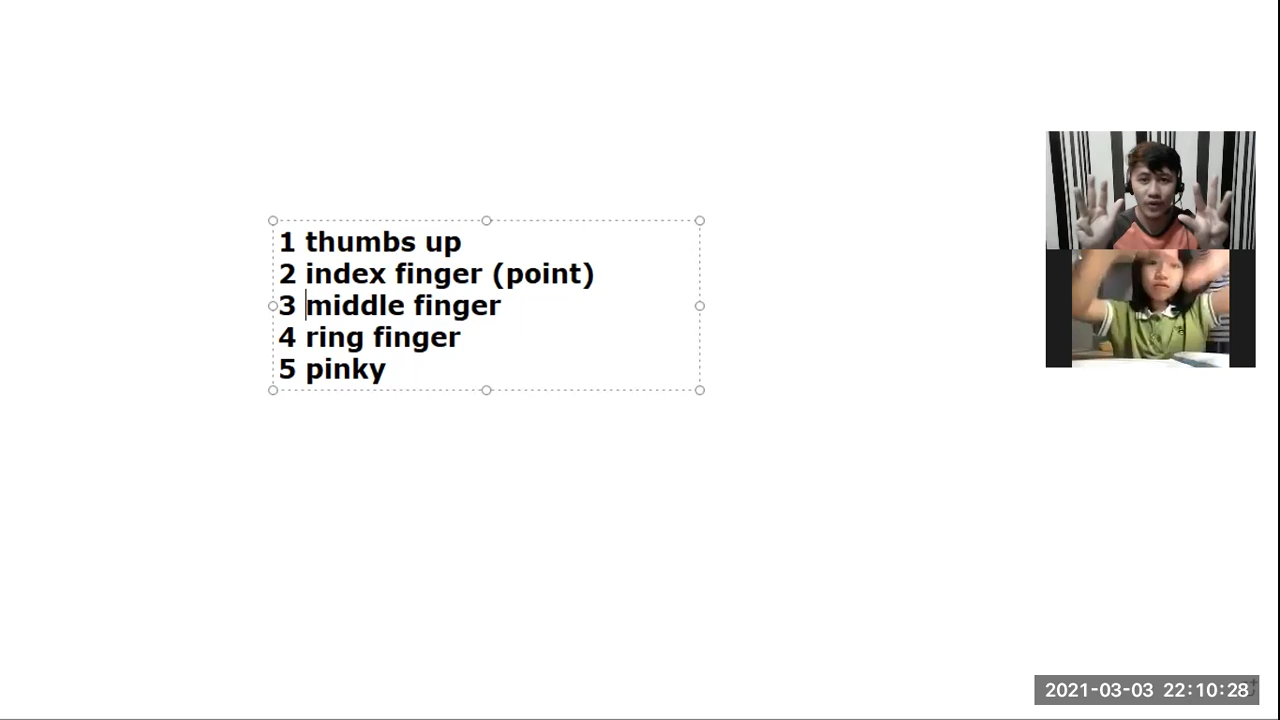 1 thumbs up
2 index finger (point)
3 middle finger
4 ring finger
5 pinky
2021-03-03 22:10:28